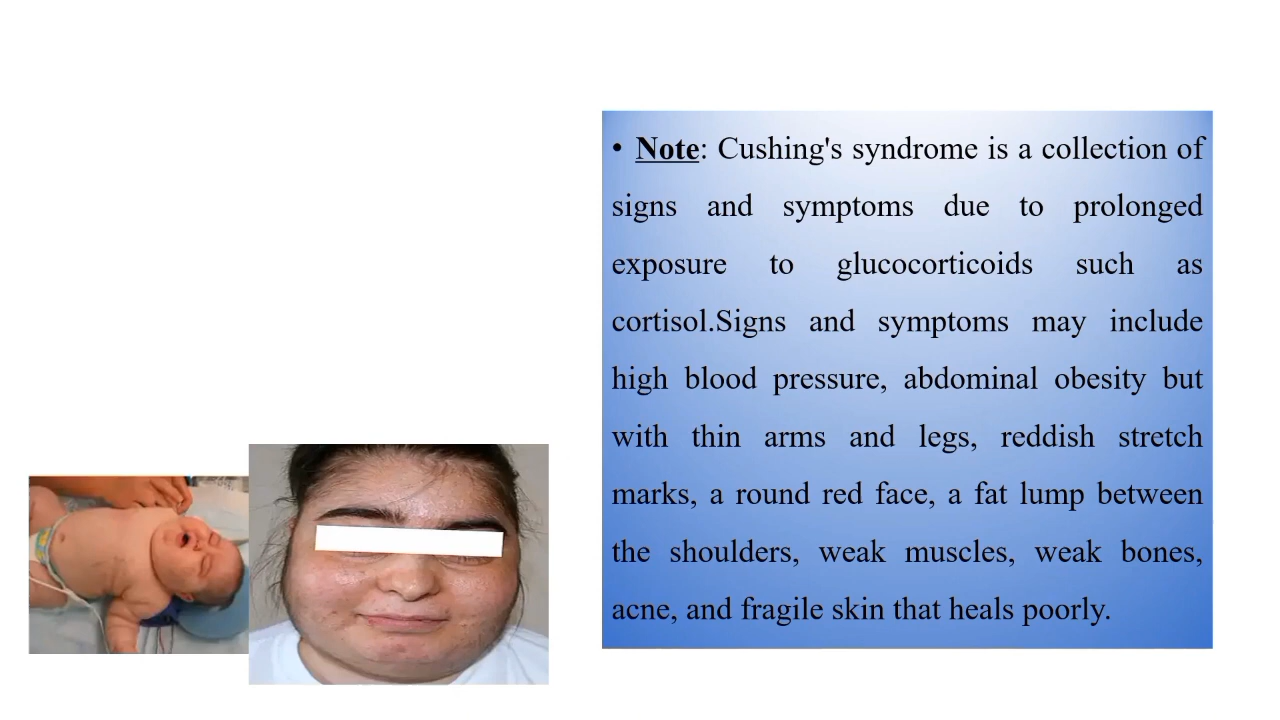 • Note: Cushing's syndrome is a collection of
signs and symptoms due to prolonged
exposure to glucocorticoids such as
cortisol.Signs and symptoms may include
high blood pressure, abdominal obesity but
with thin arms and legs, reddish stretch
marks, a round red face, a fat lump between
the shoulders, weak muscles, weak bones,
acne, and fragile skin that heals poorly.